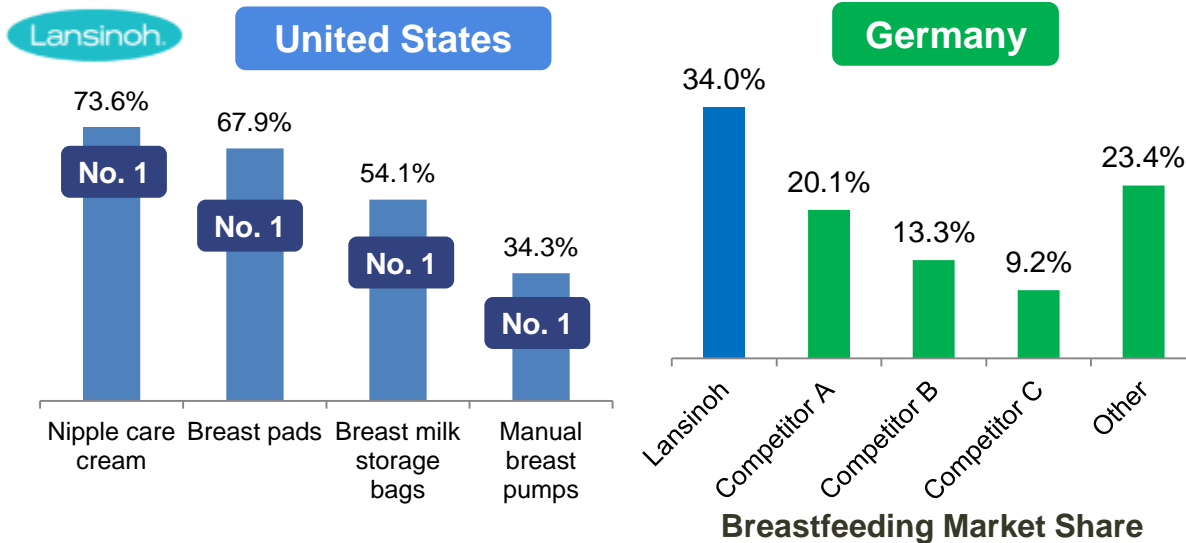 Lansinoh.
United States
73.6%
67.9%
54.1%
34.3%
No. 1
No. 1
No. 1
No. 1
Nipple care
cream
Breast pads
Breast milk
storage
bags
Manual
breast
pumps
Germany
34.0%
20.1%
13.3%
9.2%
23.4%
Lansinoh
Competitor A
Competitor B
Competitor C
Other
Breastfeeding Market Share